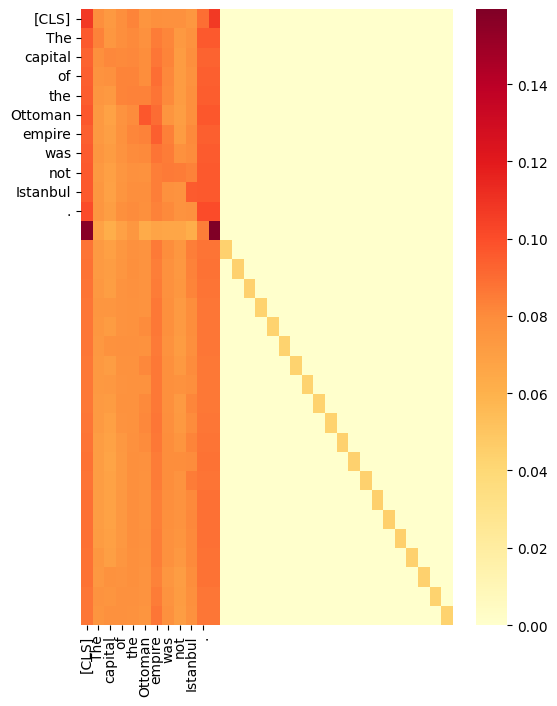 [CLS]
The
capital
of
the
Ottoman
empire
was
not
Istanbul
.
[CLS]
The
capital
of
the
Ottoman
empire
was
not
Istanbul
.
0.14
0.12
0.10
0.08
0.06
0.04
0.02
0.00